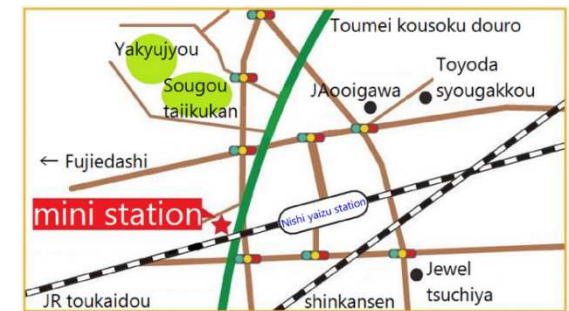 Toumei kousoku douro
Yakyujyou
Toyoda
syougakkou
Sougou
taiikukan
JAooigawa
← Fujiedashi
mini station
Nishi yaizu station
Jewel
tsuchiya
JR toukaidou
shinkansen